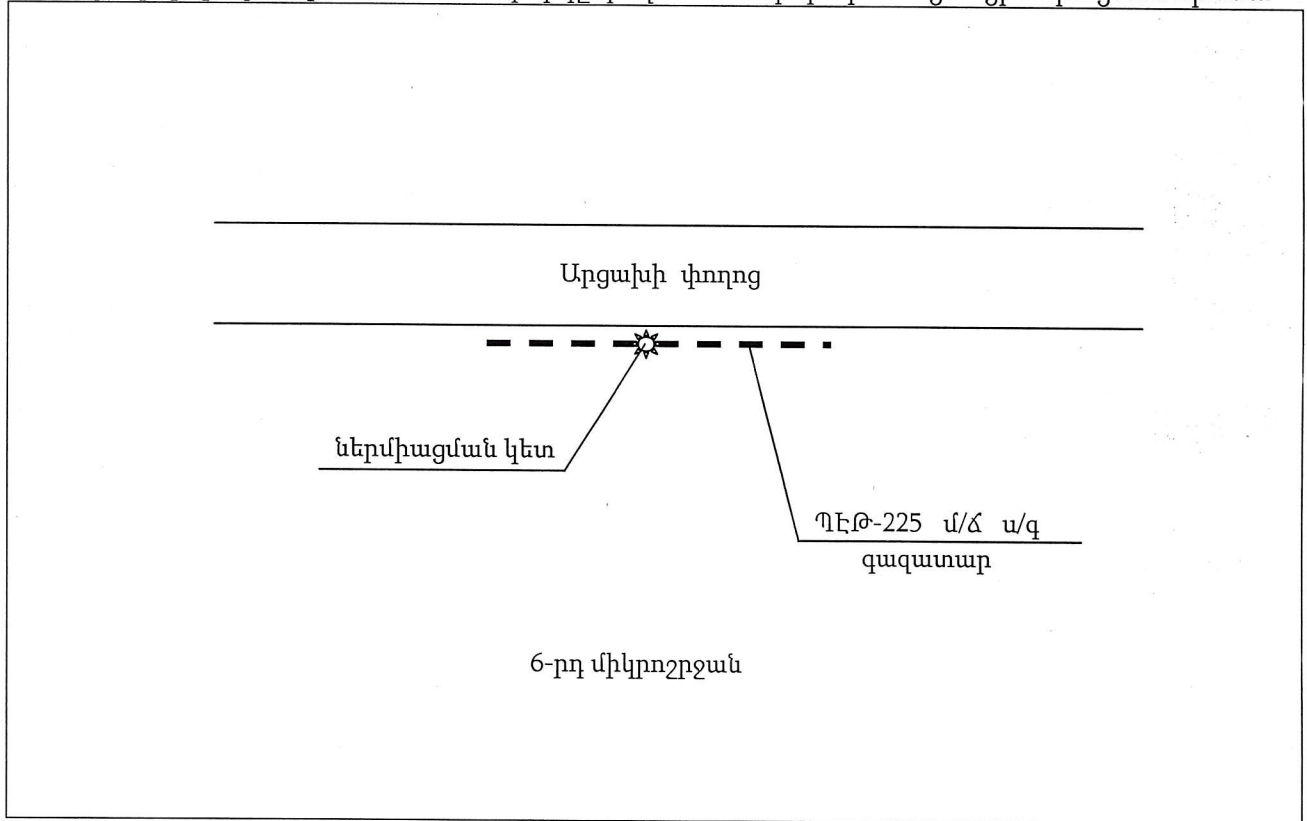 Արցախի փողոց
ներմիացման կետ
ՊԷԹ-225 մ/ճ ս/գ
գազատար
6-րդ միկրոշրջան